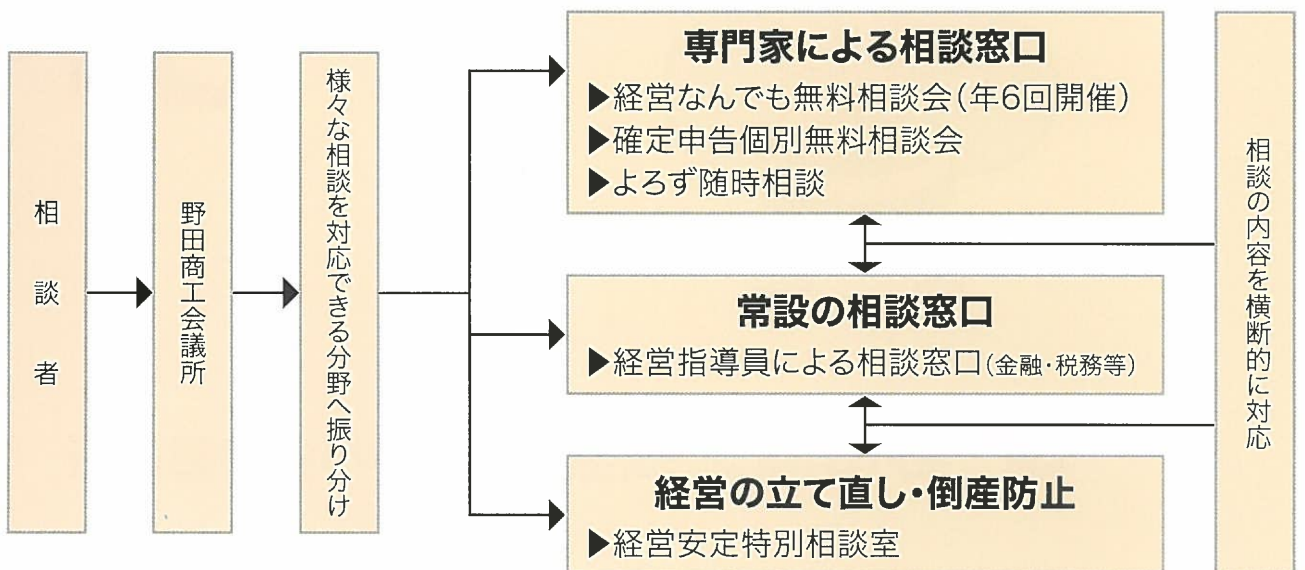 相談者
野田商工会議所
様々な相談を対応できる分野へ振り分け
専門家による相談窓口
▶経営なんでも無料相談会（年6回開催）
▶確定申告個別無料相談会
▶よろず随時相談
常設の相談窓口
▶経営指導員による相談窓口（金融・税務等）
経営の立て直し・倒産防止
▶経営安定特別相談室
相談の内容を横断的に対応